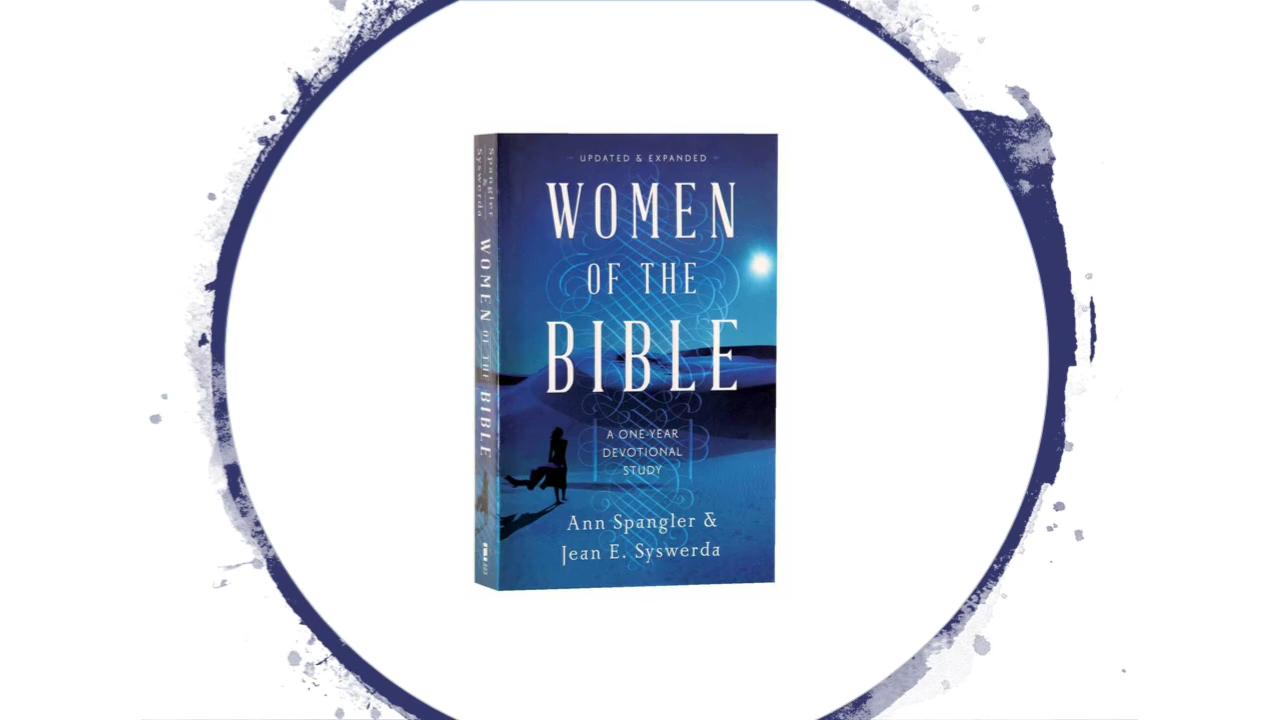 UPDATED & EXPANDED
WOMEN
OF THE
BIBLE
A ONE-YEAR
DEVOTIONAL
STUDY
Ann Spangler &
Jean E. Syswerda
Spangler
&
Syswerda
WOMEN OF THE BIBLE